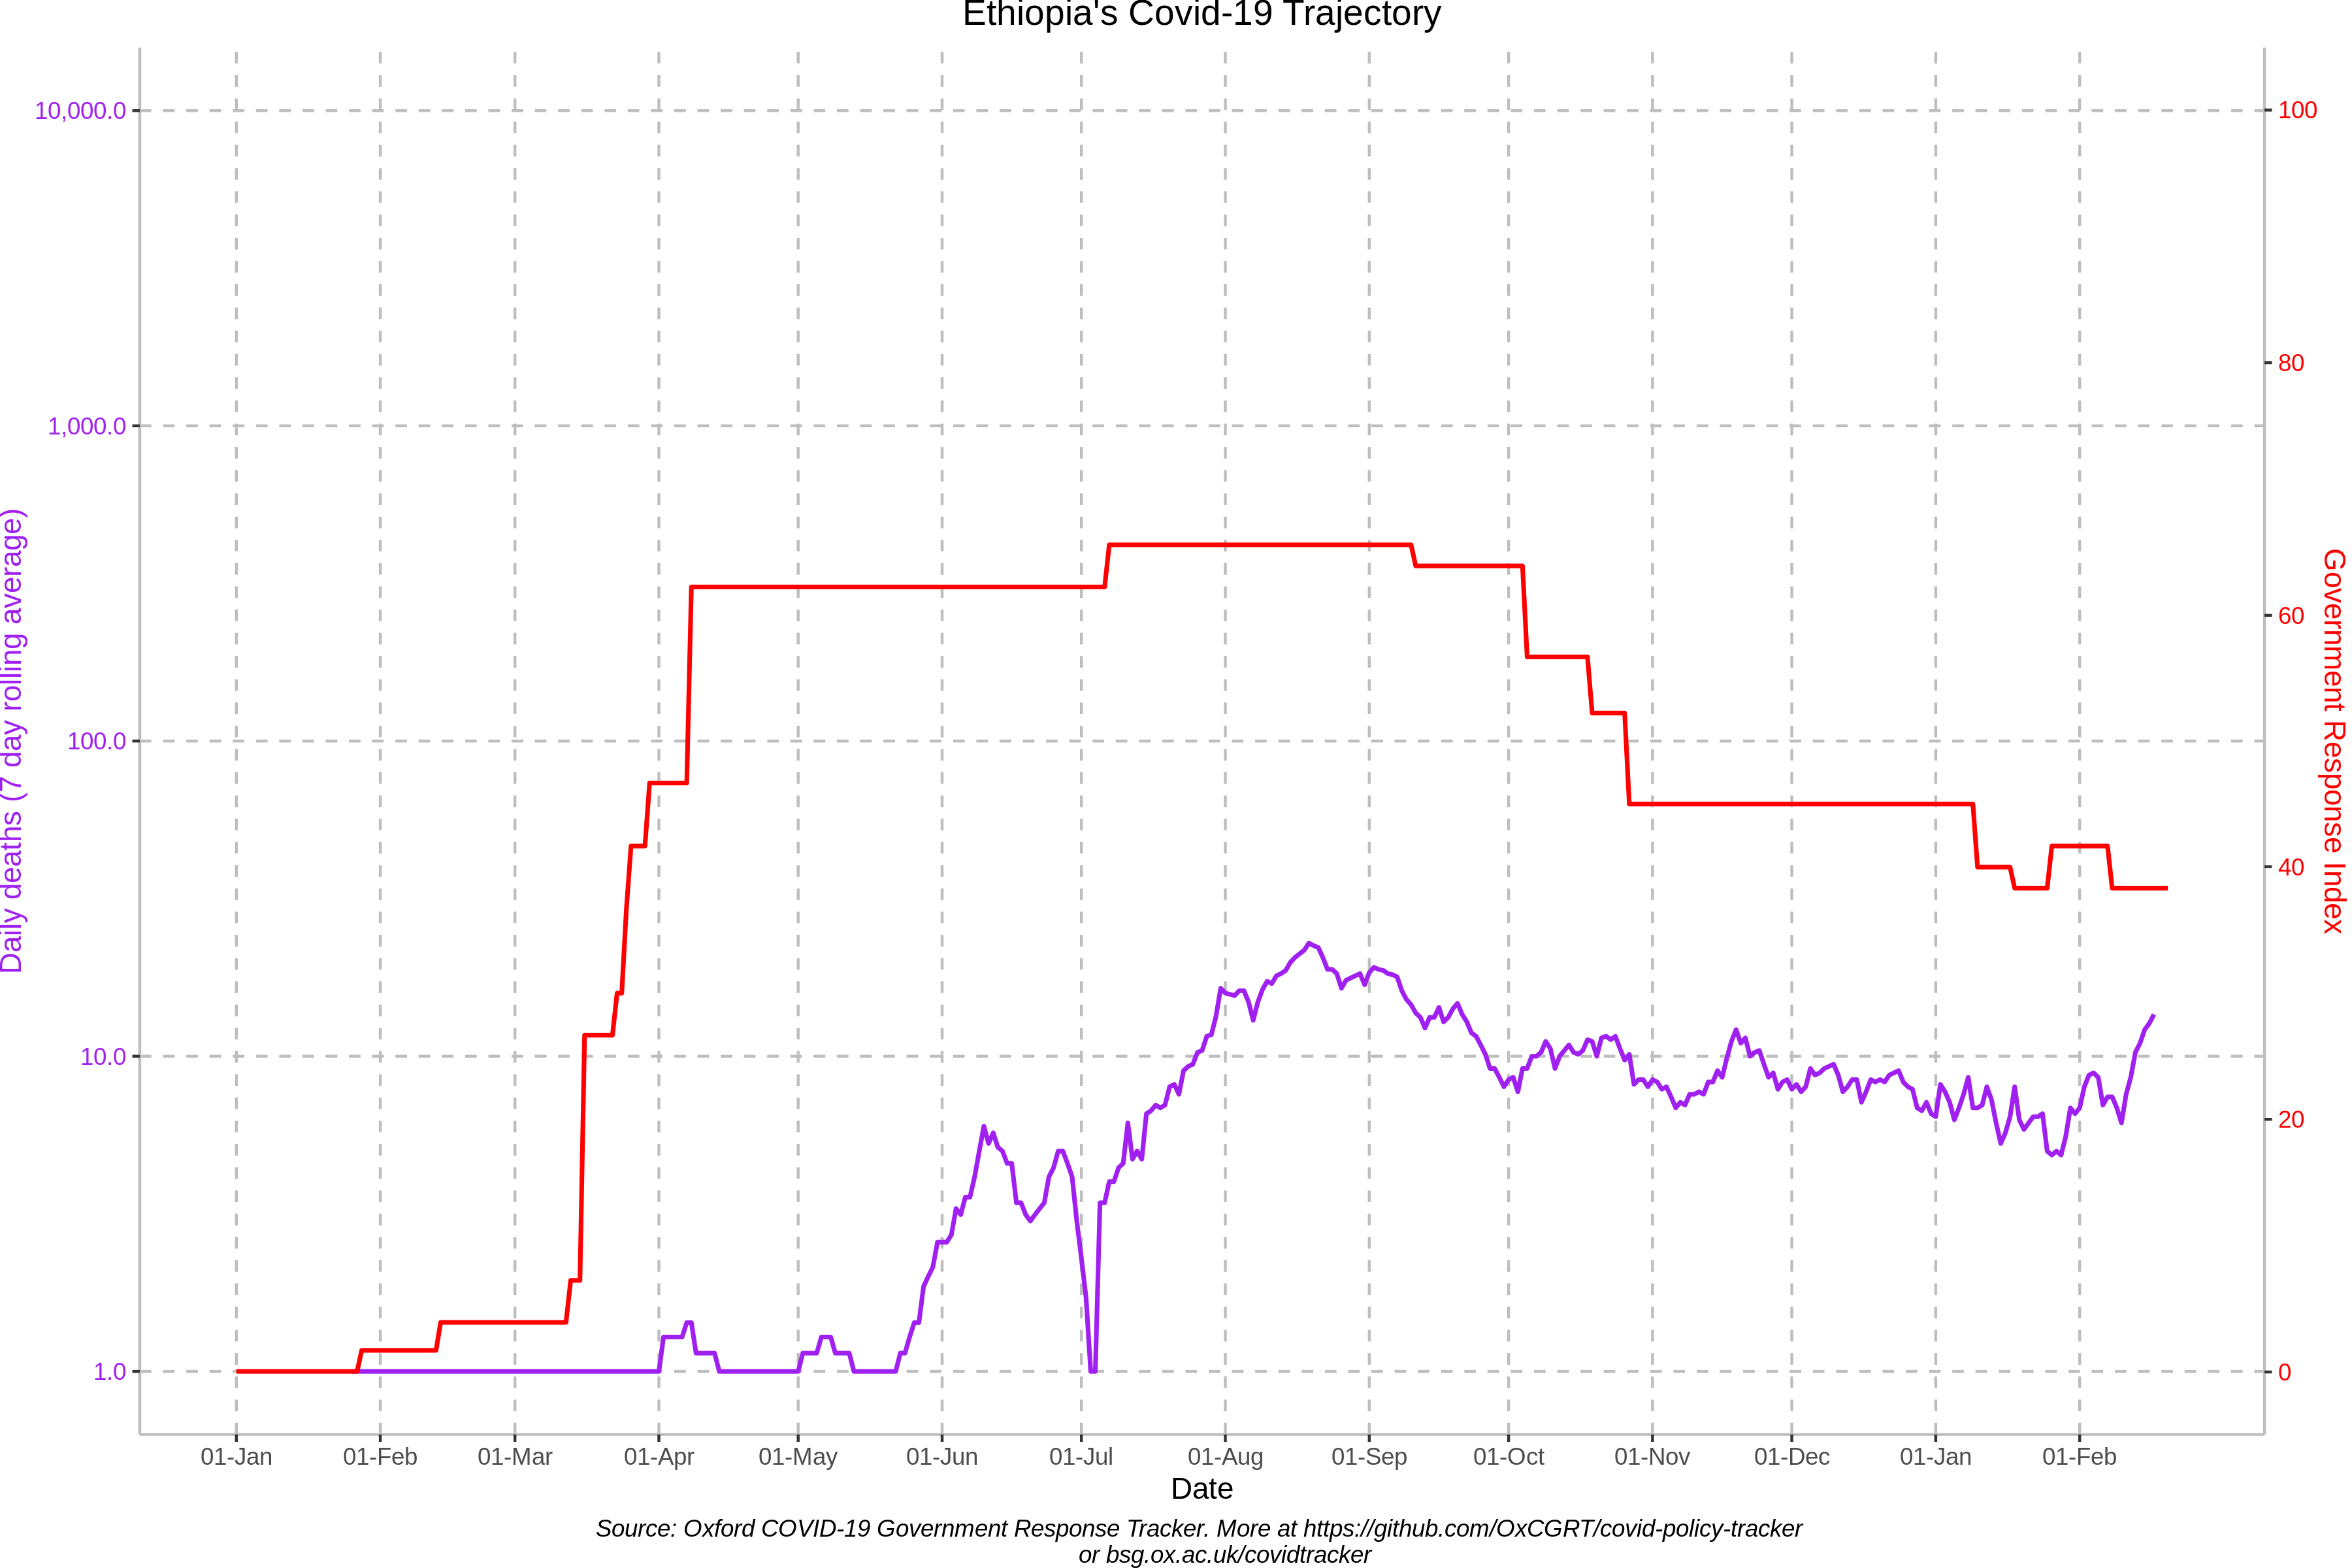 Ethiopia's Covid-19 Trajectory
10,000.0
1,000.0
100.0
10.0
1.0
Daily deaths (7 day rolling average)
100
80
60
40
20
0
Government Response Index
01-Jan 01-Feb 01-Mar 01-Apr 01-May 01-Jun 01-Jul 01-Aug 01-Sep 01-Oct 01-Nov 01-Dec 01-Jan 01-Feb
Date
Source: Oxford COVID-19 Government Response Tracker. More at https://github.com/OxCGRT/covid-policy-tracker
or bsg.ox.ac.uk/covidtracker